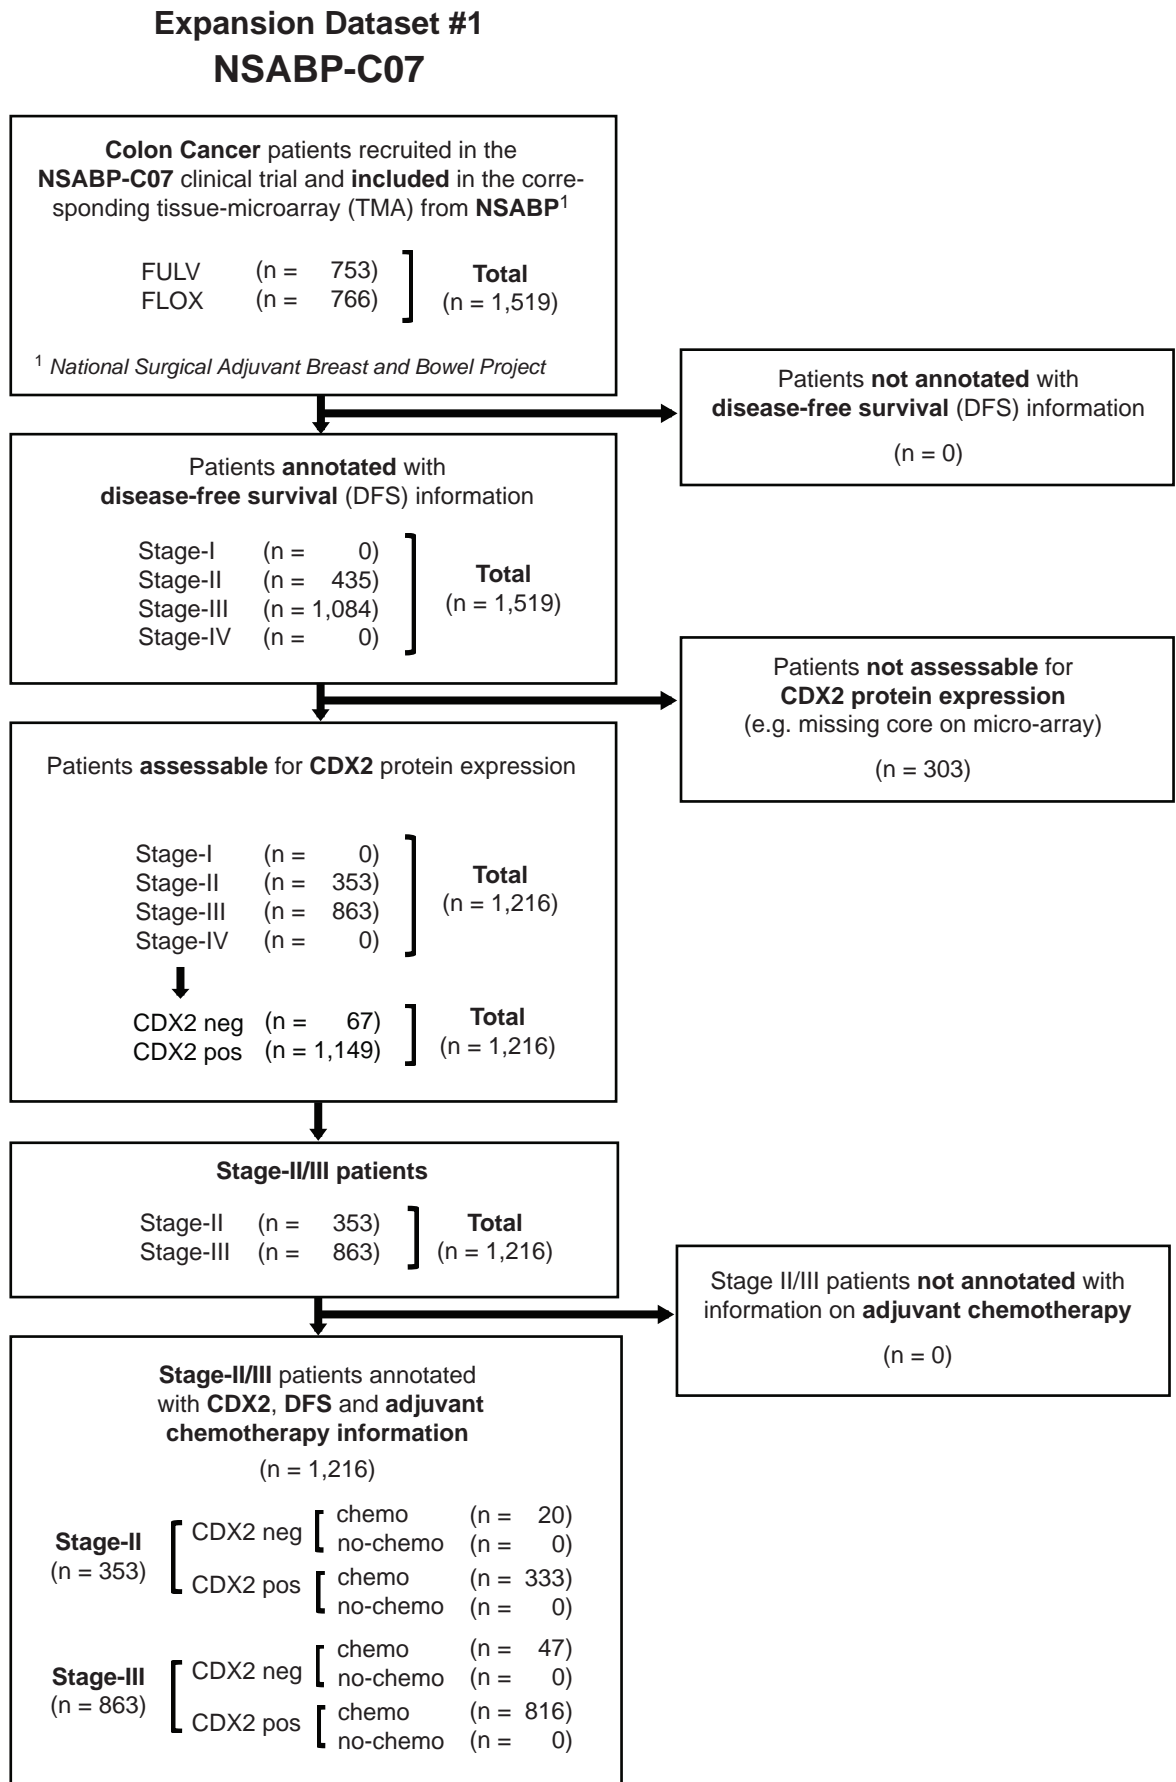 Expansion Dataset #1
NSABP-C07
Colon Cancer patients recruited in the
NSABP-C07 clinical trial and included in the corre-
sponding tissue-microarray (TMA) from NSABP1
FULV (n = 753)
FLOX (n = 766)
Total
(n = 1,519)
1 National Surgical Adjuvant Breast and Bowel Project
Patients not annotated with
disease-free survival (DFS) information
(n = 0)
Patients annotated with
disease-free survival (DFS) information
Stage-I (n = 0)
Stage-II (n = 435)
Stage-III (n = 1,084)
Stage-IV (n = 0)
Total
(n = 1,519)
Patients not assessable for
CDX2 protein expression
(e.g. missing core on micro-array)
(n = 303)
Patients assessable for CDX2 protein expression
Stage-I (n = 0)
Stage-II (n = 353)
Stage-III (n = 863)
Stage-IV (n = 0)
Total
(n = 1,216)
CDX2 neg (n = 67)
CDX2 pos (n = 1,149)
Total
(n = 1,216)
Stage-II/III patients
Stage-II (n = 353)
Stage-III (n = 863)
Total
(n = 1,216)
Stage II/III patients not annotated with
information on adjuvant chemotherapy
(n = 0)
Stage-II/III patients annotated
with CDX2, DFS and adjuvant
chemotherapy information
(n = 1,216)
Stage-II
(n = 353)
CDX2 neg
chemo (n = 20)
no-chemo (n = 0)
CDX2 pos
chemo (n = 333)
no-chemo (n = 0)
Stage-III
(n = 863)
CDX2 neg
chemo (n = 47)
no-chemo (n = 0)
CDX2 pos
chemo (n = 816)
no-chemo (n = 0)